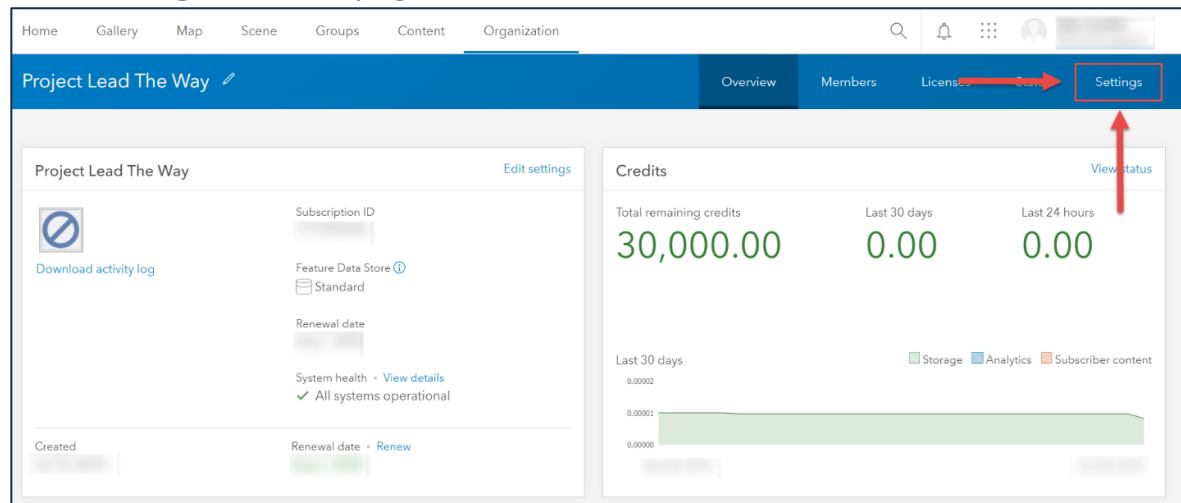 Home Gallery Map Scene Groups Content Organization
Project Lead The Way Overview Members Licenses Status Settings
Project Lead The Way Edit settings
Subscription ID
Download activity log
Feature Data Store
Standard
Renewal date
System health • View details
All systems operational
Created Renewal date • Renew
Credits View status
Total remaining credits Last 30 days Last 24 hours
30,000.00 0.00 0.00
Last 30 days Storage Analytics Subscriber content
0.00002
0.00001
0.00000